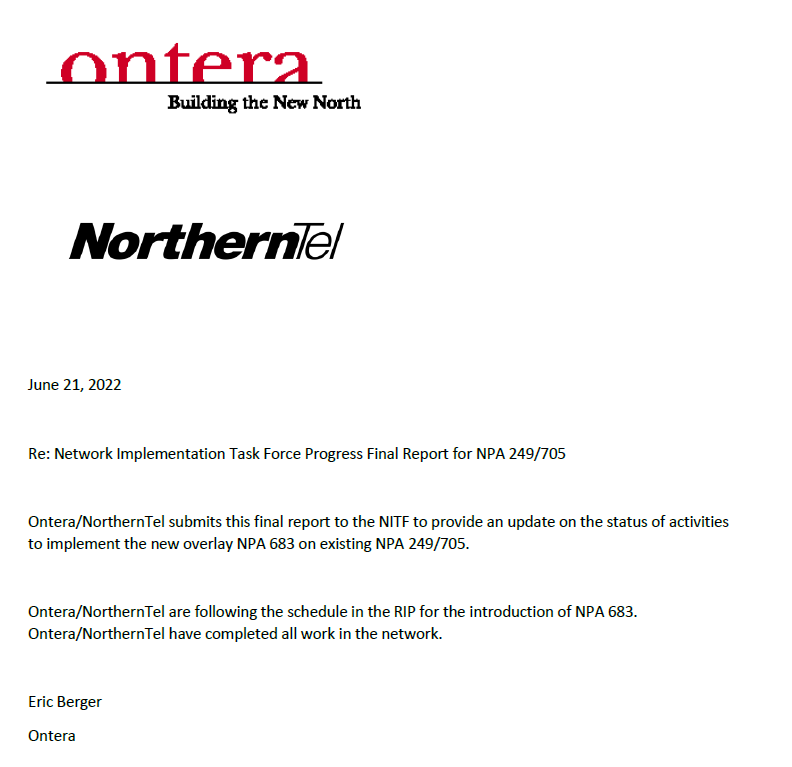 ontera
Building the New North
NorthernTel
June 21, 2022
Re: Network Implementation Task Force Progress Final Report for NPA 249/705
Ontera/NorthernTel submits this final report to the NITF to provide an update on the status of activities
to implement the new overlay NPA 683 on existing NPA 249/705.
Ontera/NorthernTel are following the schedule in the RIP for the introduction of NPA 683.
Ontera/NorthernTel have completed all work in the network.
Eric Berger
Ontera